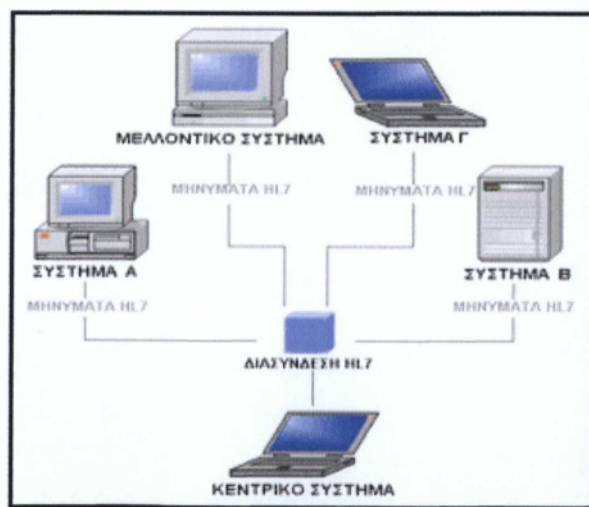 ΜΕΛΛΟΝΤΙΚΟ ΣΥΣΤΗΜΑ
ΣΥΣΤΗΜΑ Γ
ΜΗΝΥΜΑΤΑ HL7
ΜΗΝΥΜΑΤΑ HL7
ΣΥΣΤΗΜΑ Α
ΣΥΣΤΗΜΑ Β
ΜΗΝΥΜΑΤΑ HL7
ΜΗΝΥΜΑΤΑ HL7
ΔΙΑΣΥΝΔΕΣΗ HL7
ΚΕΝΤΡΙΚΟ ΣΥΣΤΗΜΑ